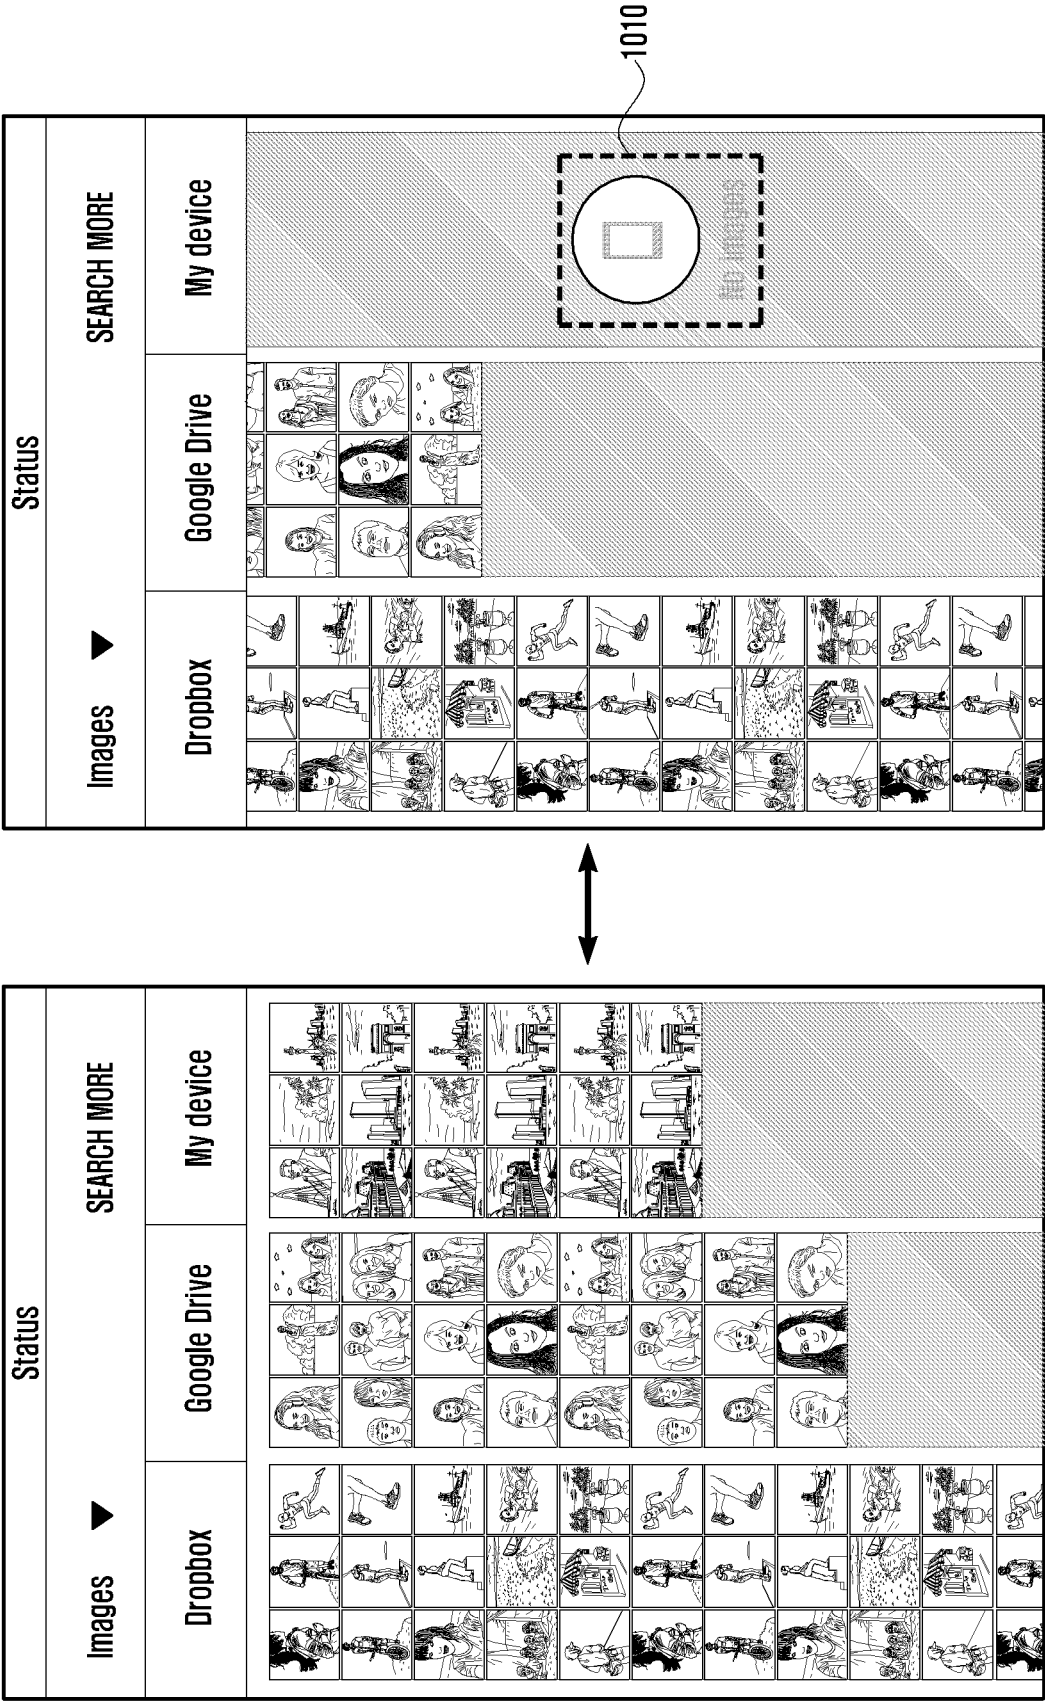 Status
Images ▼ SEARCH MORE
Dropbox Google Drive My device
Status
Images ▼ SEARCH MORE
Dropbox Google Drive My device
No images
1010